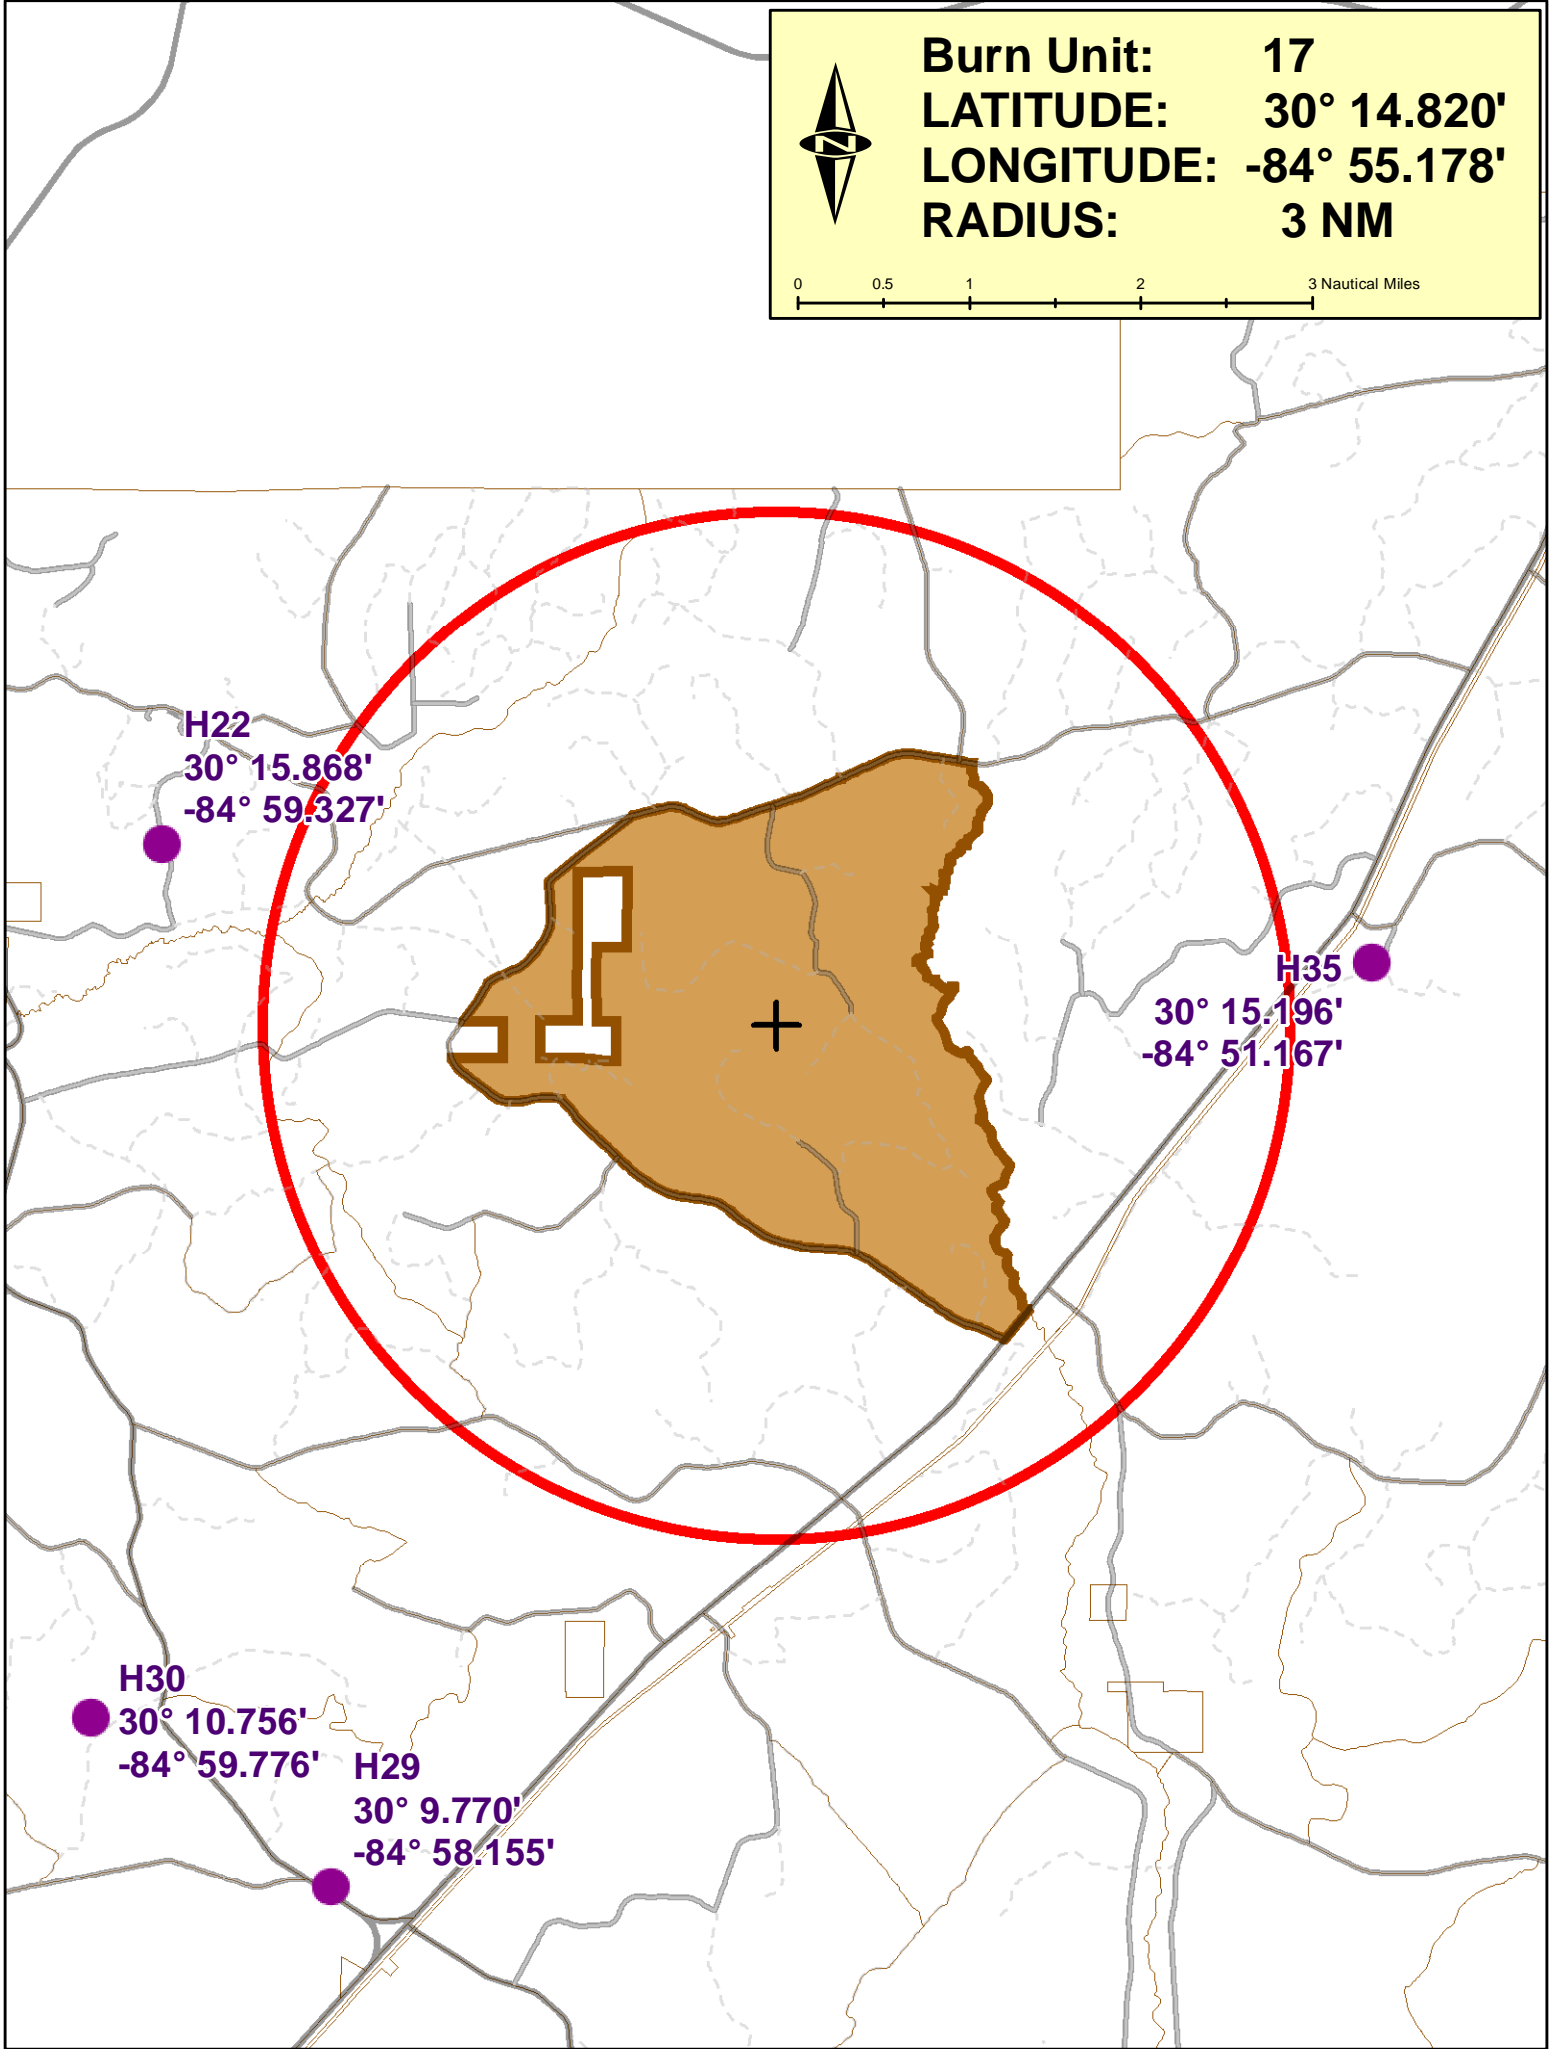 Burn Unit: 17
LATITUDE: 30° 14.820'
LONGITUDE: -84° 55.178'
RADIUS: 3 NM
N
0 0.5 1 2 3 Nautical Miles
H22
30° 15.868'
-84° 59.327'
H35
30° 15.196'
-84° 51.167'
H30
30° 10.756'
-84° 59.776'
H29
30° 9.770'
-84° 58.155'